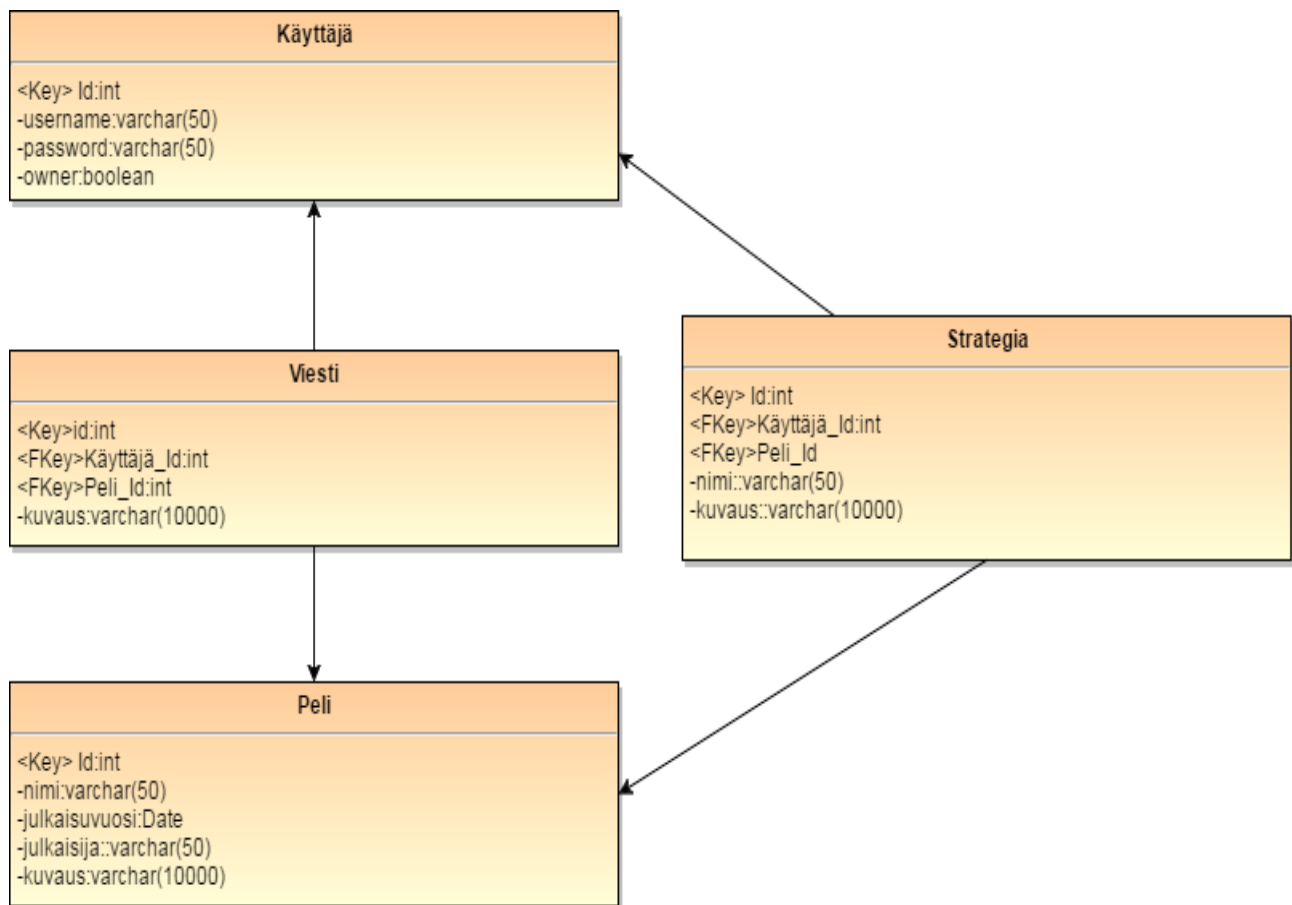 Käyttäjä
<Key> Id:int
-username:varchar(50)
-password:varchar(50)
-owner:boolean
Viesti
<Key>id:int
<FKey>Käyttäjä_Id:int
<FKey>Peli_Id:int
-kuvaus:varchar(10000)
Strategia
<Key> Id:int
<FKey>Käyttäjä_Id:int
<FKey>Peli_Id
-nimi::varchar(50)
-kuvaus::varchar(10000)
Peli
<Key> Id:int
-nimi:varchar(50)
-julkaisuvuosi:Date
-julkaisija::varchar(50)
-kuvaus:varchar(10000)